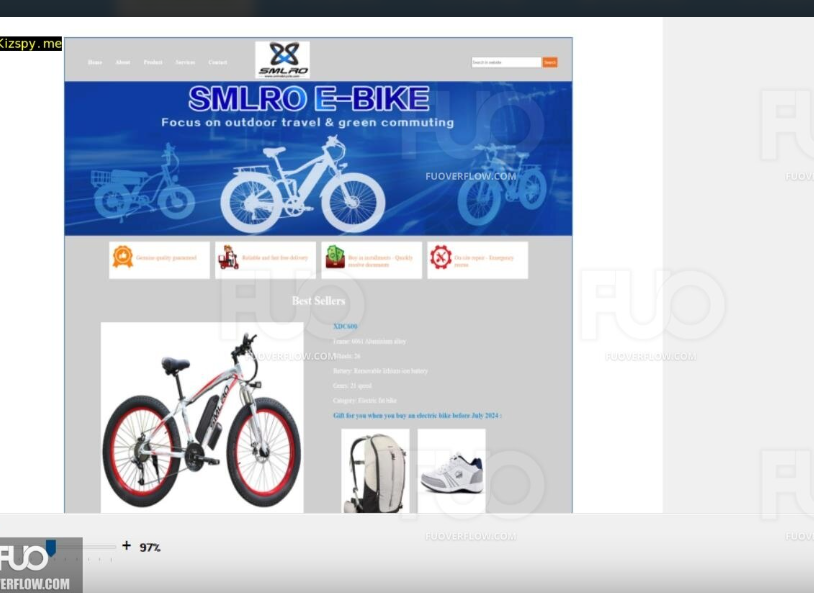 Kizspy.me
Home About Product Services Contact
SMLRO
Search in website Search
SMLRO E-BIKE
Focus on outdoor travel & green commuting
FUOVERFLOW.COM
Genuine quality guaranteed
Reliable and fast free delivery
Buy in installments - Quickly
receive documents
On site repair - Emergency
rescue
FUO
Best Sellers
XDC600
FUO
Frame: 6061 Aluminum alloy
FUOVERFLOW.COM
FUOVERFLOW.COM
Wheels: 26
Battery: Removable lithium ion battery
Gears: 21 speed
Category: Electric fat bike
Gift for you when you buy an electric bike before July 2024 :
FUO
FUOVERFLOW.COM
+ 97%
FUO
ERFLOW.COM